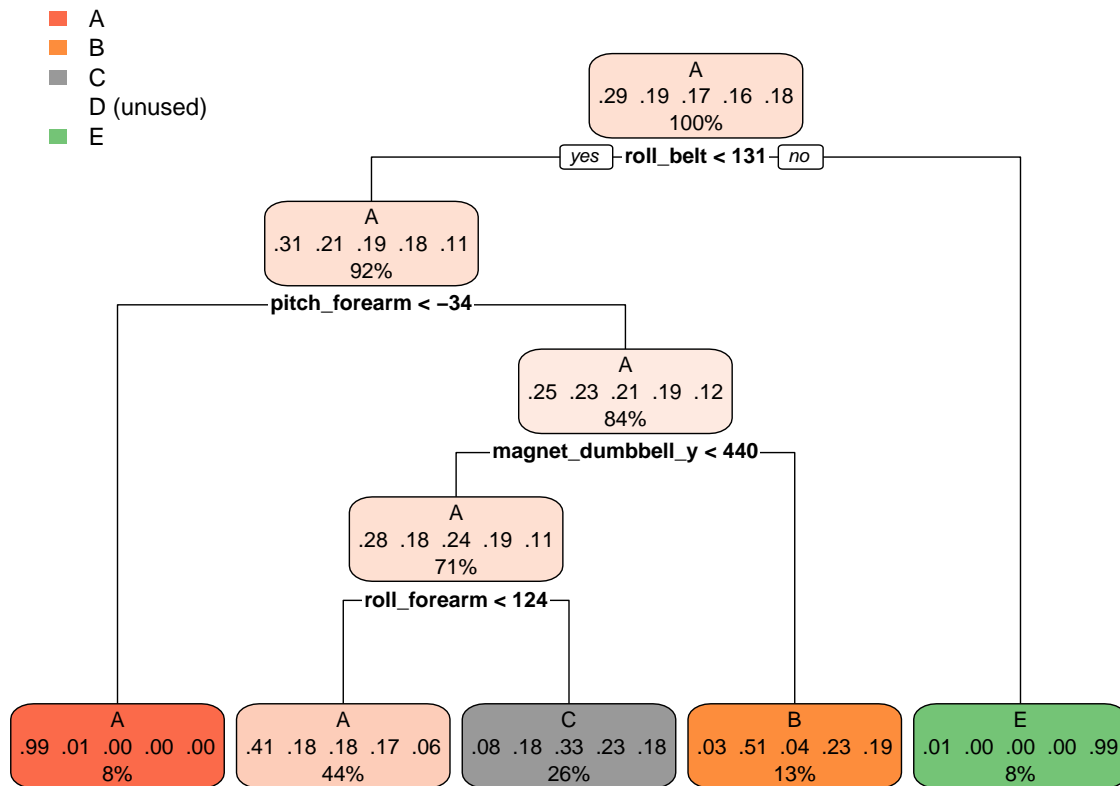 A
B
C
D (unused)
E
A
.29 .19 .17 .16 .18
100%
yes roll_belt < 131 no
A
.31 .21 .19 .18 .11
92%
pitch_forearm < −34
A
.25 .23 .21 .19 .12
84%
magnet_dumbbell_y < 440
A
.28 .18 .24 .19 .11
71%
roll_forearm < 124
A
.99 .01 .00 .00 .00
8%
A
.41 .18 .18 .17 .06
44%
C
.08 .18 .33 .23 .18
26%
B
.03 .51 .04 .23 .19
13%
E
.01 .00 .00 .00 .99
8%